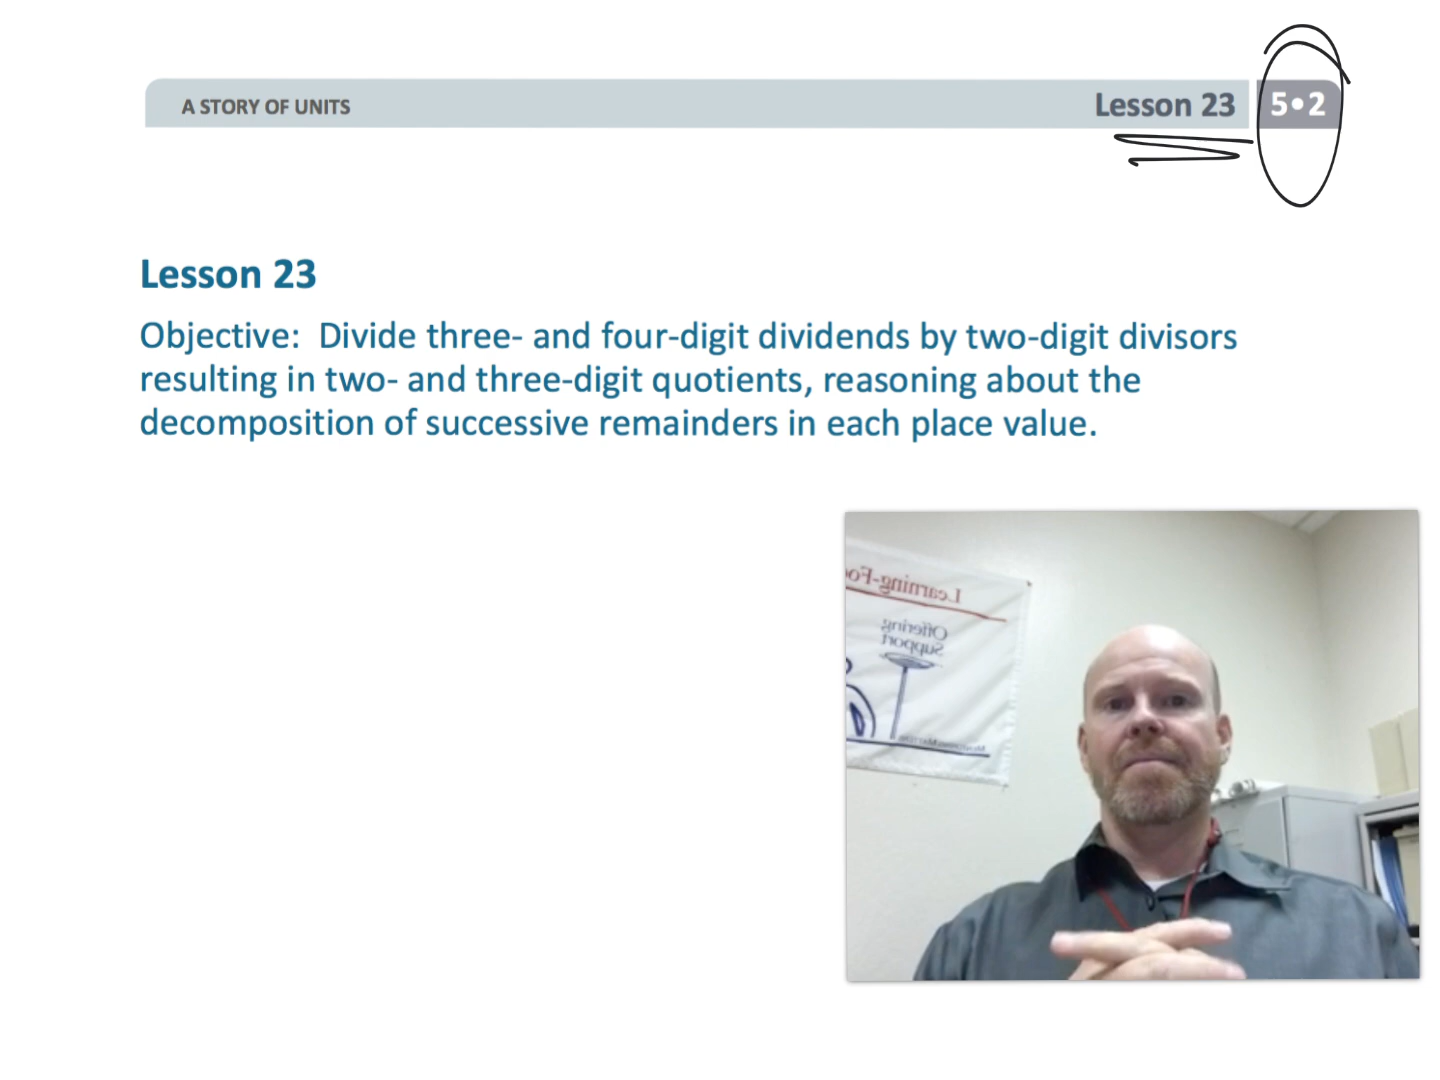 A STORY OF UNITS
Lesson 23 5•2
Lesson 23
Objective: Divide three- and four-digit dividends by two-digit divisors
resulting in two- and three-digit quotients, reasoning about the
decomposition of successive remainders in each place value.
Learning-Fo
Offering
Support